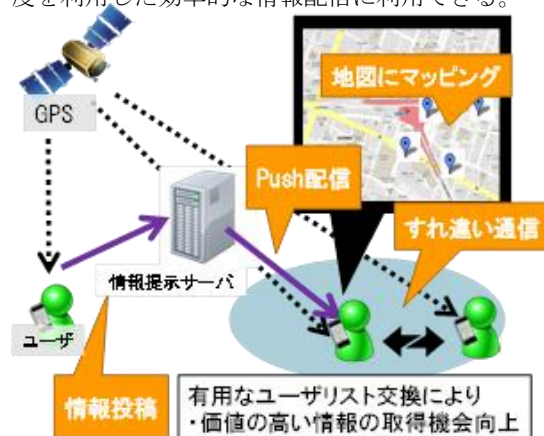 度を利用した効率的な情報配信に利用できる。
GPS
地図にマッピング
Push配信
すれ違い通信
情報提示サーバ
ユーザ
情報投稿
有用なユーザリスト交換により
・価値の高い情報の取得機会向上